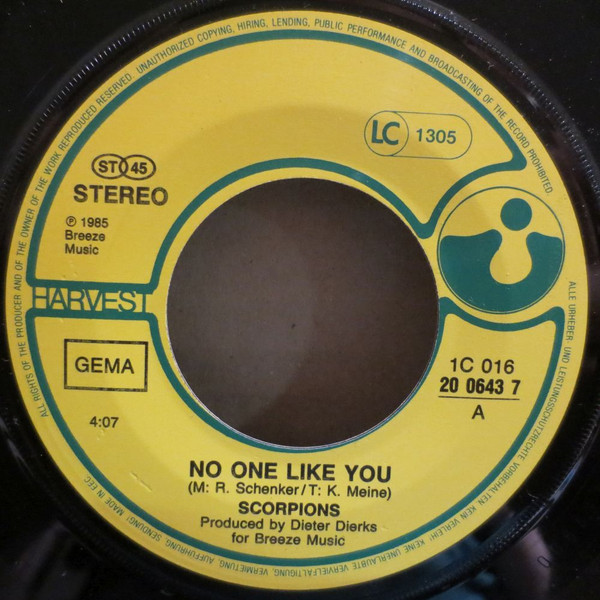 ALL RIGHTS OF THE PRODUCER AND OF THE OWNER OF THE WORK REPRODUCED RESERVED. UNAUTHORIZED COPYING, HIRING, LENDING, PUBLIC PERFORMANCE AND BROADCASTING OF THE RECORD PROHIBITED.
LC 1305
ST 45
STEREO
℗ 1985
Breeze
Music
HARVEST
GEMA
1C 016
20 0643 7
A
4:07
NO ONE LIKE YOU
(M: R. Schenker/T: K. Meine)
SCORPIONS
Produced by Dieter Dierks
for Breeze Music
ALLE URHEBER- UND LEISTUNGSSCHUTZRECHTE VORBEHALTEN. KEIN VERLEIH! KEINE UNERLAUBTE VERVIELFÄLTIGUNG, VERMIETUNG, AUFFÜHRUNG, SENDUNG!
MADE IN EEC